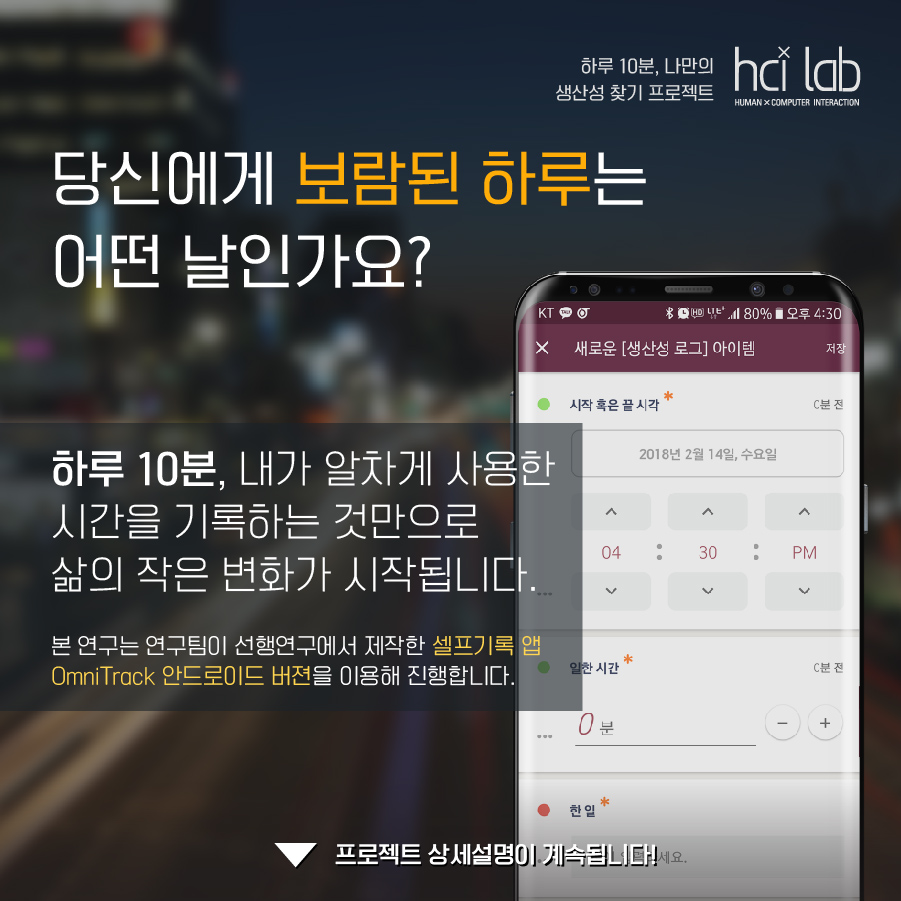 하루 10분, 나만의
생산성 찾기 프로젝트
hci lab
HUMAN × COMPUTER INTERACTION
당신에게 보람된 하루는
어떤 날인가요?
KT TALK 80% 오후 4:30
새로운 [생산성 로그] 아이템 저장
시작 혹은 끝 시각 * 0분 전
2018년 2월 14일, 수요일
하루 10분, 내가 알차게 사용한
시간을 기록하는 것만으로
삶의 작은 변화가 시작됩니다.
04 : 30 : PM
본 연구는 연구팀이 선행연구에서 제작한 셀프기록 앱
OmniTrack 안드로이드 버젼을 이용해 진행합니다.
일한 시간 * 0분 전
0 분
한 일 *
프로젝트 상세설명이 계속됩니다!